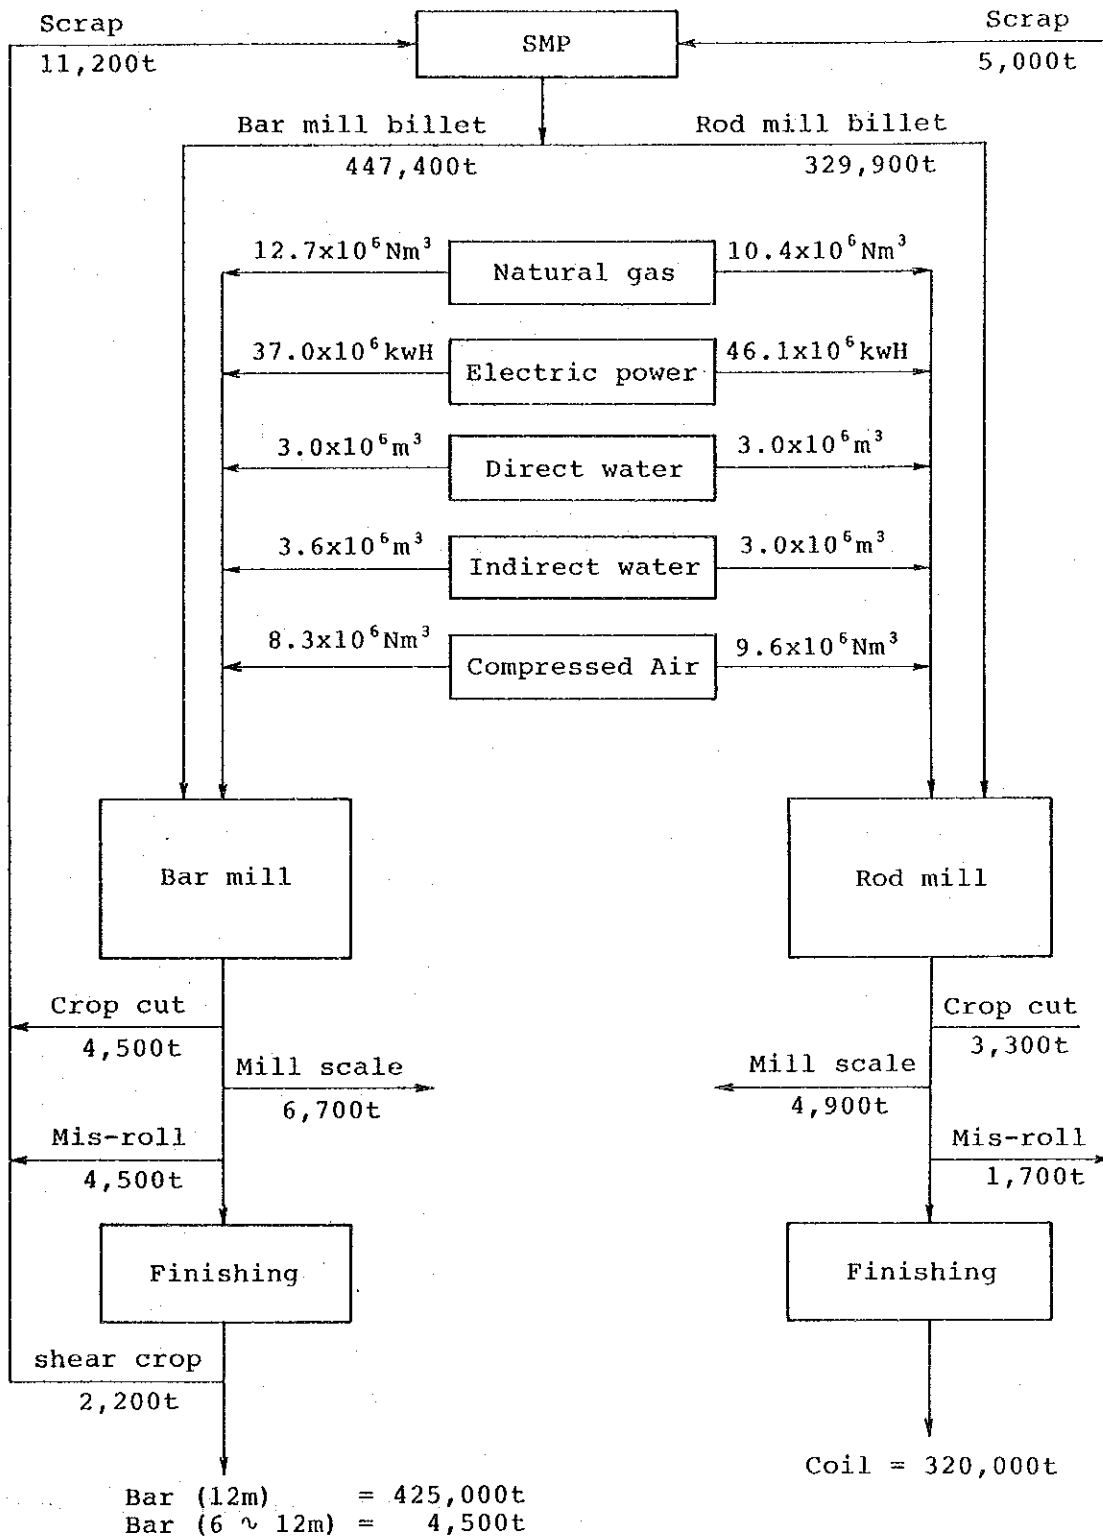 Scrap
11,200t
SMP
Scrap
5,000t
Bar mill billet
447,400t
Rod mill billet
329,900t
12.7x10⁶Nm³
Natural gas
10.4x10⁶Nm³
37.0x10⁶kwH
Electric power
46.1x10⁶kwH
3.0x10⁶m³
Direct water
3.0x10⁶m³
3.6x10⁶m³
Indirect water
3.0x10⁶m³
8.3x10⁶Nm³
Compressed Air
9.6x10⁶Nm³
Bar mill
Rod mill
Crop cut
4,500t
Crop cut
3,300t
Mill scale
6,700t
Mill scale
4,900t
Mis-roll
4,500t
Mis-roll
1,700t
Finishing
Finishing
shear crop
2,200t
Coil = 320,000t
Bar (12m) = 425,000t
Bar (6 ~ 12m) = 4,500t